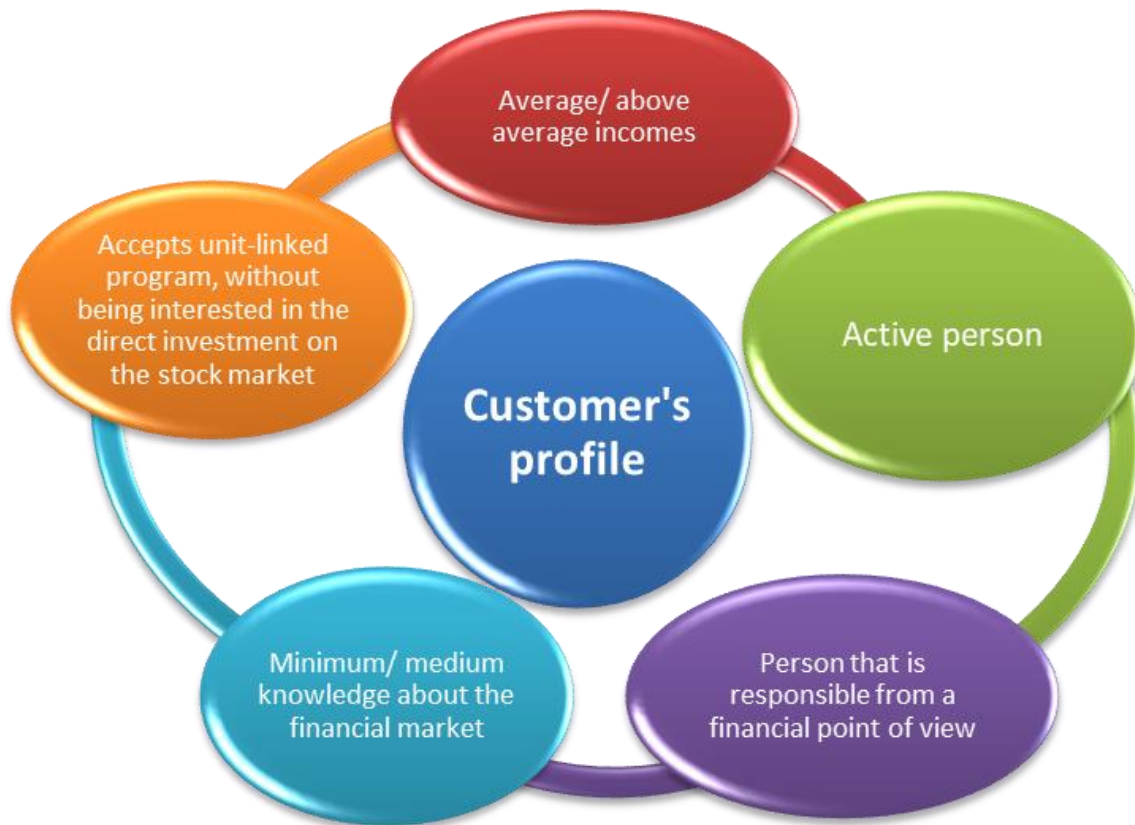 Average/ above
average incomes
Active person
Person that is
responsible from a
financial point of view
Minimum/ medium
knowledge about the
financial market
Accepts unit-linked
program, without
being interested in the
direct investment on
the stock market
Customer's
profile